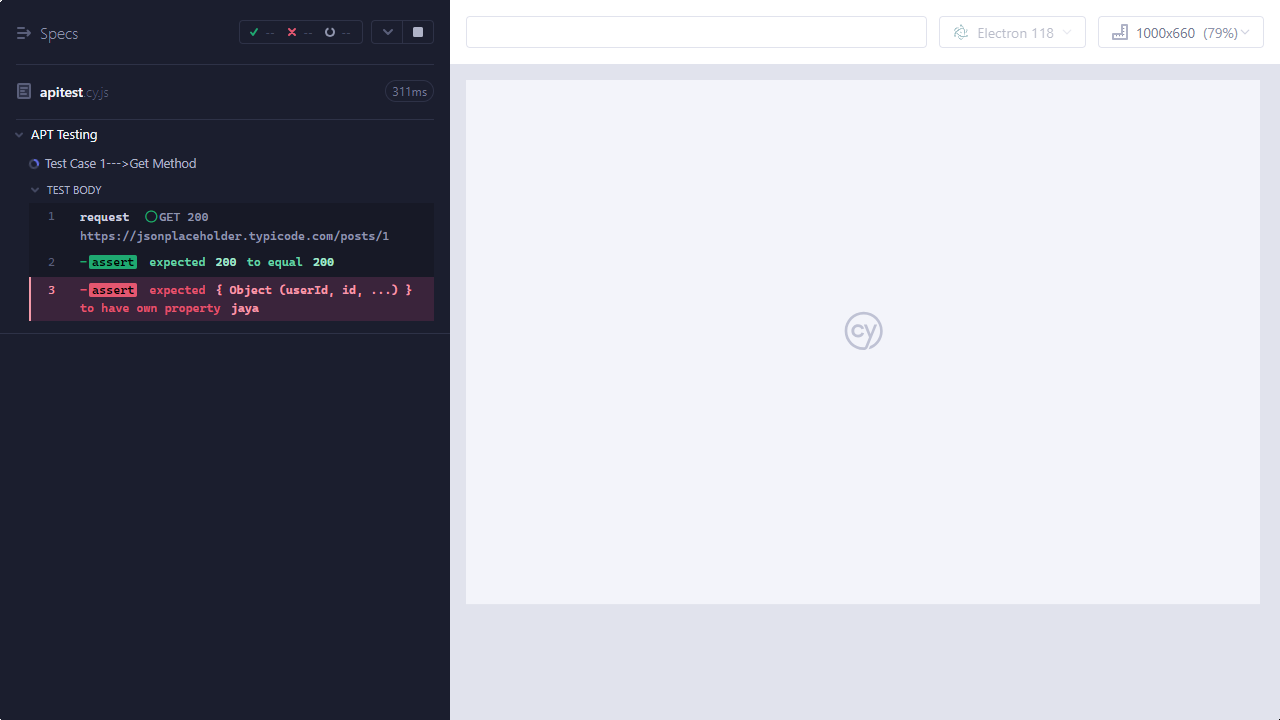 Specs
-- -- --
Electron 118
1000x660 (79%)
apitest.cy.js
311ms
APT Testing
Test Case 1--->Get Method
TEST BODY
1 request GET 200
https://jsonplaceholder.typicode.com/posts/1
2 -assert expected 200 to equal 200
3 -assert expected { Object (userId, id, ...) }
to have own property jaya
cy